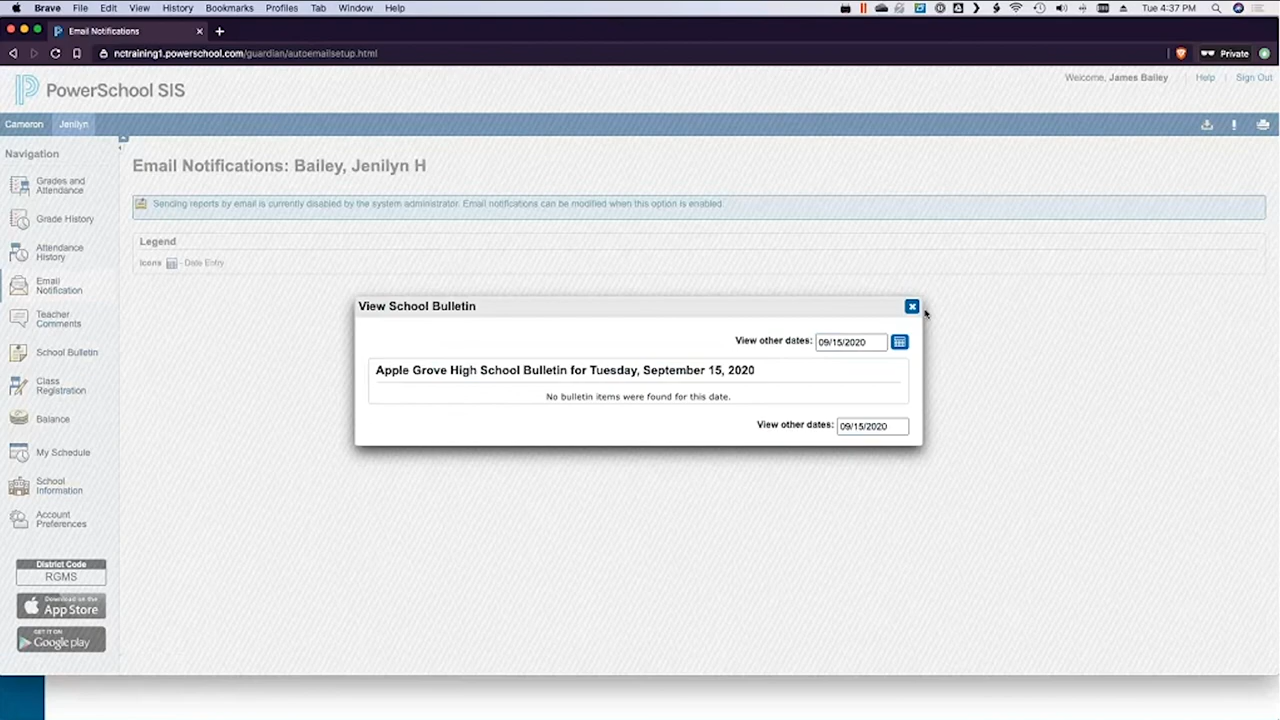 Brave File Edit View History Bookmarks Profiles Tab Window Help Tue 4:37 PM
Email Notifications
nctraining1.powerschool.com/guardian/autoemailsetup.html Private
PowerSchool SIS
Welcome, James Bailey Help Sign Out
Cameron Jenilyn
Navigation
Grades and
Attendance
Grade History
Attendance
History
Email
Notification
Teacher
Comments
School Bulletin
Class
Registration
Balance
My Schedule
School
Information
Account
Preferences
District Code
RGMS
Download on the
App Store
GET IT ON
Google play
Email Notifications: Bailey, Jenilyn H
Sending reports by email is currently disabled by the system administrator. Email notifications can be modified when this option is enabled.
Legend
Icons - Date Entry
View School Bulletin
View other dates: 09/15/2020
Apple Grove High School Bulletin for Tuesday, September 15, 2020
No bulletin items were found for this date.
View other dates: 09/15/2020